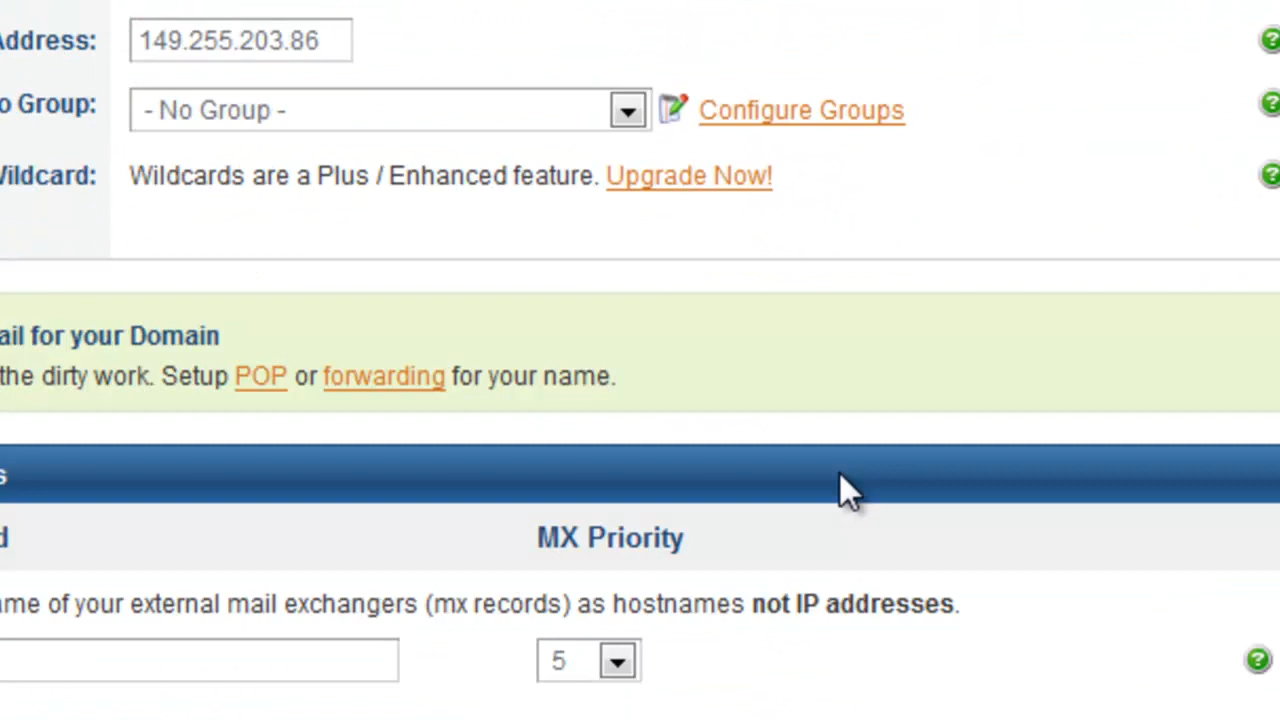 Address: 149.255.203.86
o Group: - No Group - Configure Groups
Wildcard: Wildcards are a Plus / Enhanced feature. Upgrade Now!
ail for your Domain
the dirty work. Setup POP or forwarding for your name.
s
d MX Priority
ame of your external mail exchangers (mx records) as hostnames not IP addresses.
5